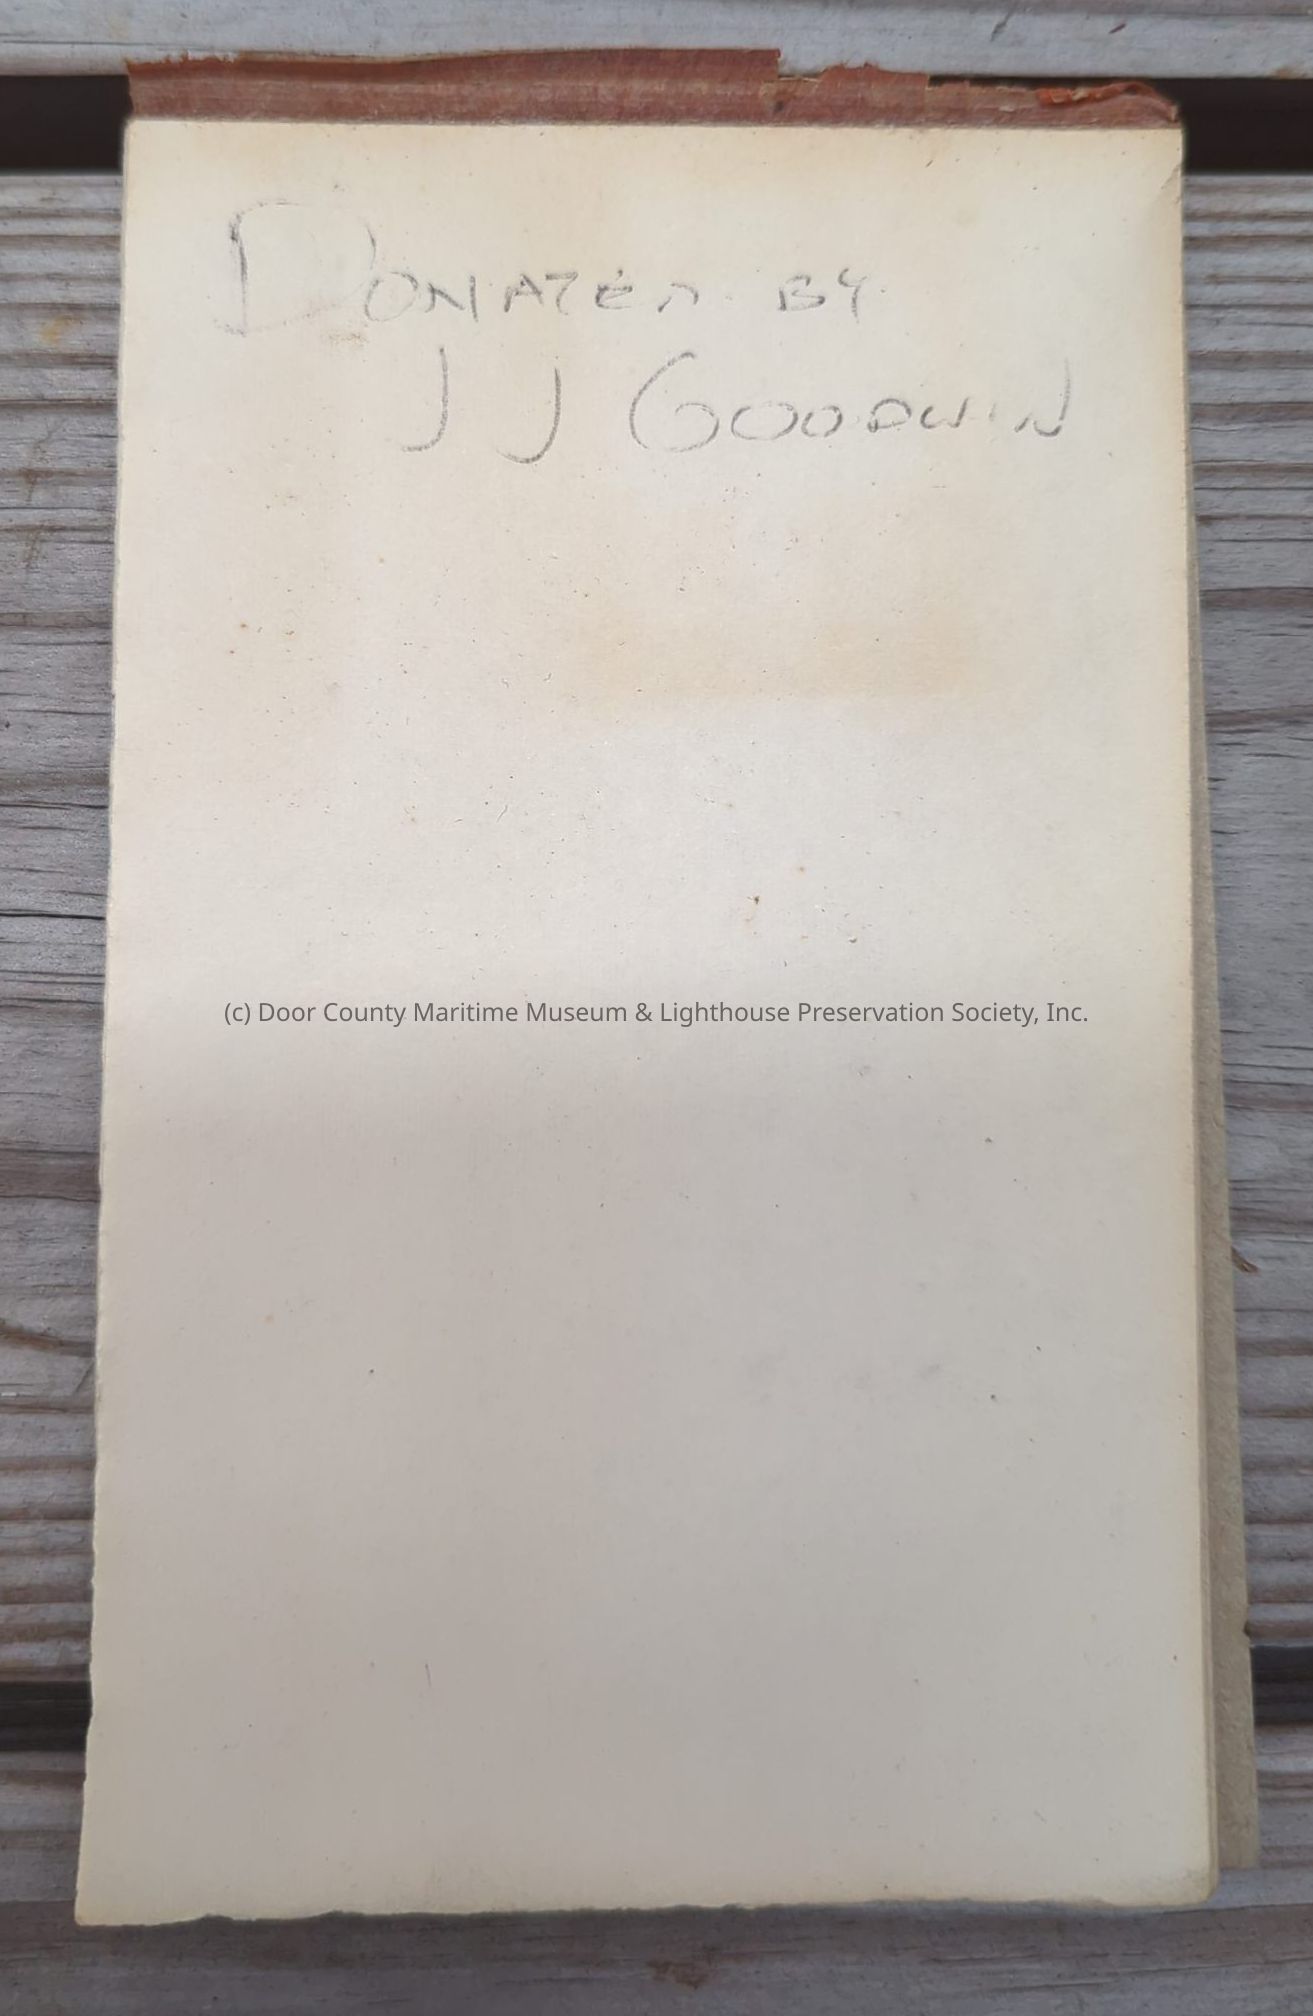 DONATED BY
J J GOODWIN
(c) Door County Maritime Museum & Lighthouse Preservation Society, Inc.